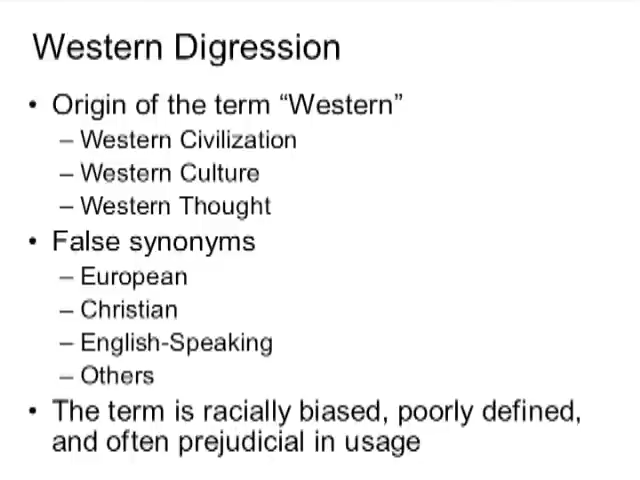 Western Digression
• Origin of the term “Western”
– Western Civilization
– Western Culture
– Western Thought
• False synonyms
– European
– Christian
– English-Speaking
– Others
• The term is racially biased, poorly defined,
and often prejudicial in usage